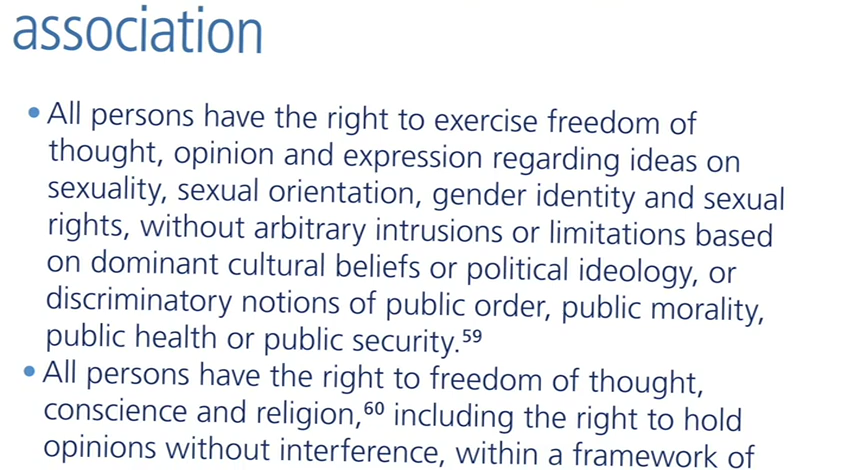 association
• All persons have the right to exercise freedom of
thought, opinion and expression regarding ideas on
sexuality, sexual orientation, gender identity and sexual
rights, without arbitrary intrusions or limitations based
on dominant cultural beliefs or political ideology, or
discriminatory notions of public order, public morality,
public health or public security.⁵⁹
• All persons have the right to freedom of thought,
conscience and religion,⁶⁰ including the right to hold
opinions without interference, within a framework of